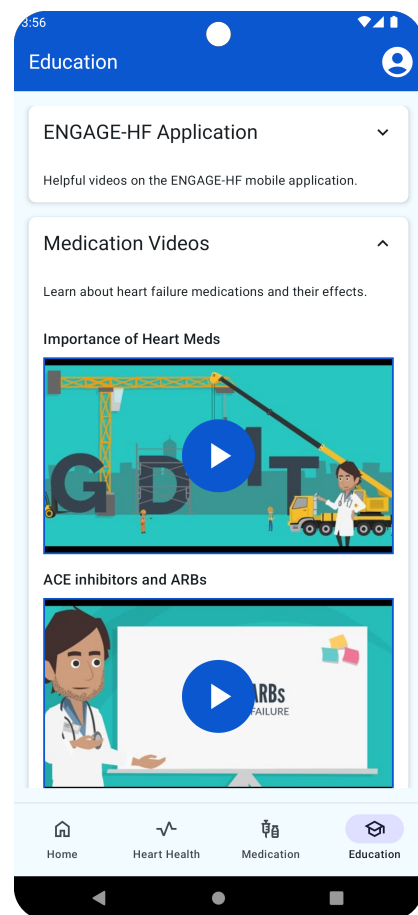 3:56
Education
ENGAGE-HF Application
Helpful videos on the ENGAGE-HF mobile application.
Medication Videos
Learn about heart failure medications and their effects.
Importance of Heart Meds
G D M T
ACE inhibitors and ARBs
ARBs
FAILURE
Home
Heart Health
Medication
Education